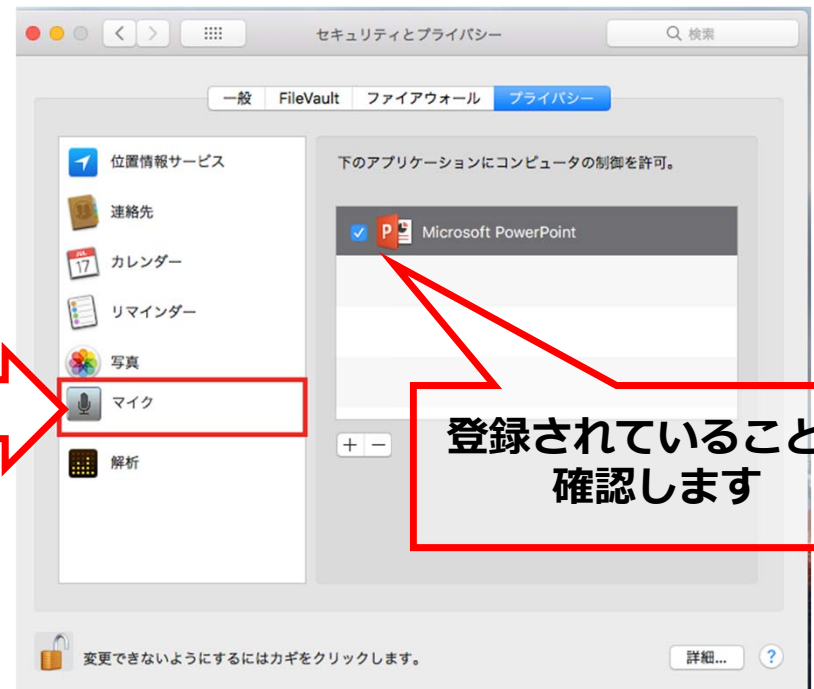 セキュリティとプライバシー
検索
一般 FileVault ファイアウォール プライバシー
位置情報サービス
連絡先
JUL
17
カレンダー
リマインダー
写真
マイク
解析
下のアプリケーションにコンピュータの制御を許可。
P
Microsoft PowerPoint
+ −
登録されていること
確認します
変更できないようにするにはカギをクリックします。
詳細...
?